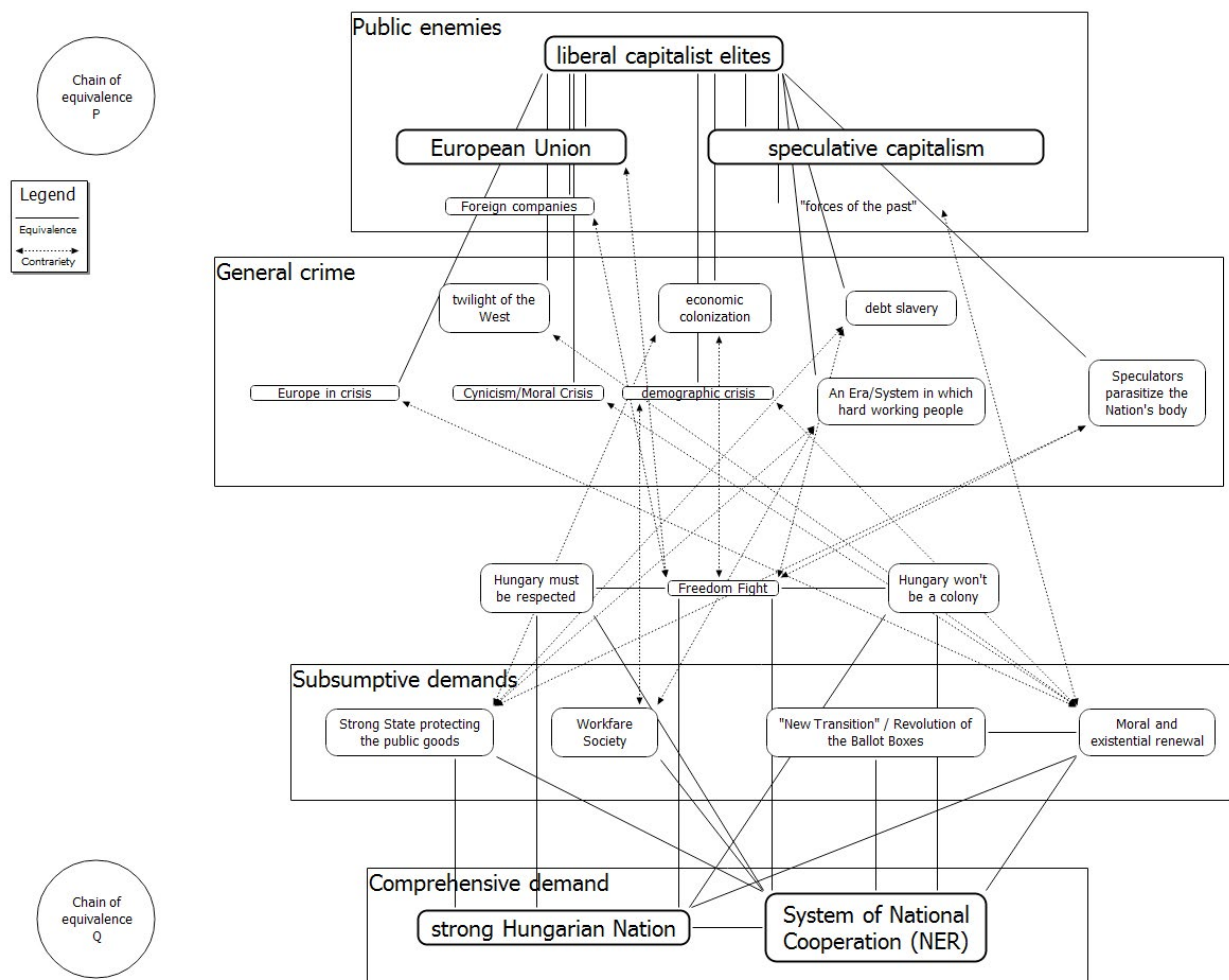 Public enemies
liberal capitalist elites
Chain of
equivalence
P
European Union
speculative capitalism
Legend
Equivalence
Contrariety
Foreign companies
"forces of the past"
General crime
twilight of the
West
economic
colonization
debt slavery
Europe in crisis
Cynicism/Moral Crisis
demographic crisis
An Era/System in which
hard working people
Speculators
parasitize the
Nation's body
Hungary must
be respected
Freedom Fight
Hungary won't
be a colony
Subsumptive demands
Strong State protecting
the public goods
Workfare
Society
"New Transition" / Revolution of
the Ballot Boxes
Moral and
existential renewal
Chain of
equivalence
Q
Comprehensive demand
strong Hungarian Nation
System of National
Cooperation (NER)